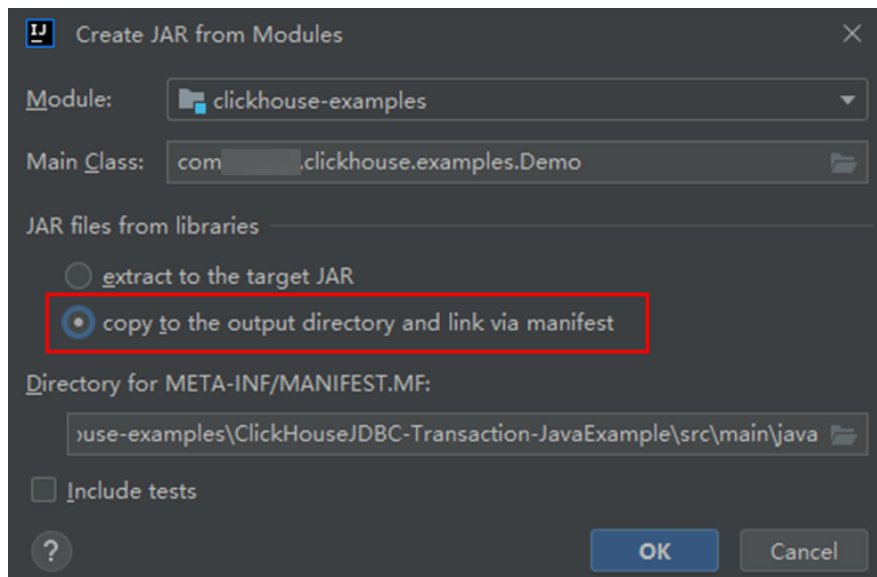 Create JAR from Modules
Module: clickhouse-examples
Main Class: com .clickhouse.examples.Demo
JAR files from libraries
extract to the target JAR
copy to the output directory and link via manifest
Directory for META-INF/MANIFEST.MF:
use-examples\ClickHouseJDBC-Transaction-JavaExample\src\main\java
Include tests
? OK Cancel